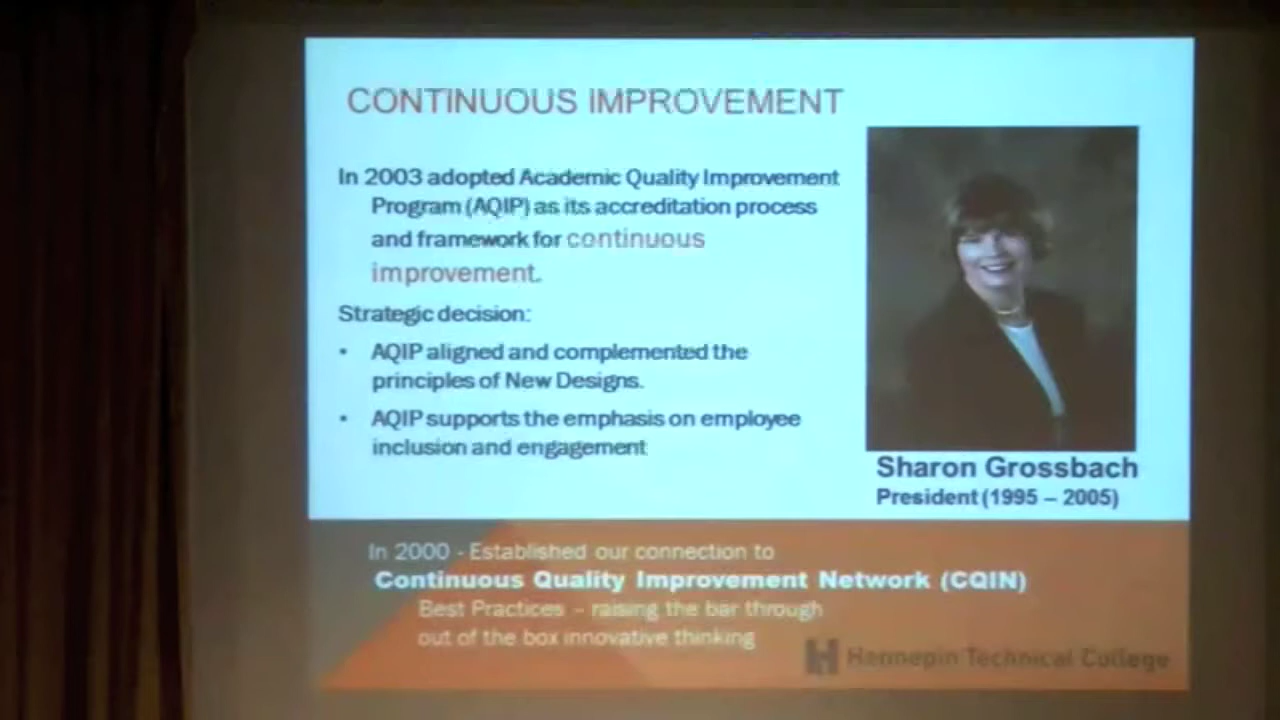 CONTINUOUS IMPROVEMENT
In 2003 adopted Academic Quality Improvement
Program (AQIP) as its accreditation process
and framework for continuous
improvement.
Strategic decision:
• AQIP aligned and complemented the
principles of New Designs.
• AQIP supports the emphasis on employee
inclusion and engagement
Sharon Grossbach
President (1995 – 2005)
In 2000 - Established our connection to
Continuous Quality Improvement Network (CQIN)
Best Practices – raising the bar through
out of the box innovative thinking
Hennepin Technical College